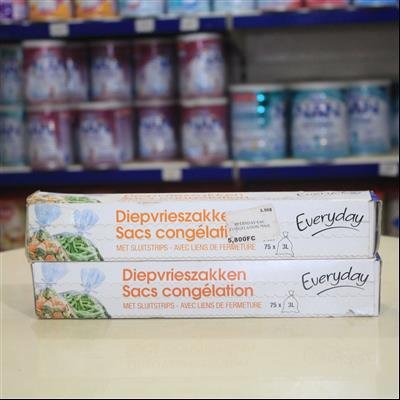 NAN
Diepvrieszakken
Sacs congélation
MET SLUITSTRIPS - AVEC LIENS DE FERMETURE
75 x
3L
Everyday
5,800FC
Diepvrieszakken
Sacs congélation
MET SLUITSTRIPS - AVEC LIENS DE FERMETURE
75 x
3L
Everyday